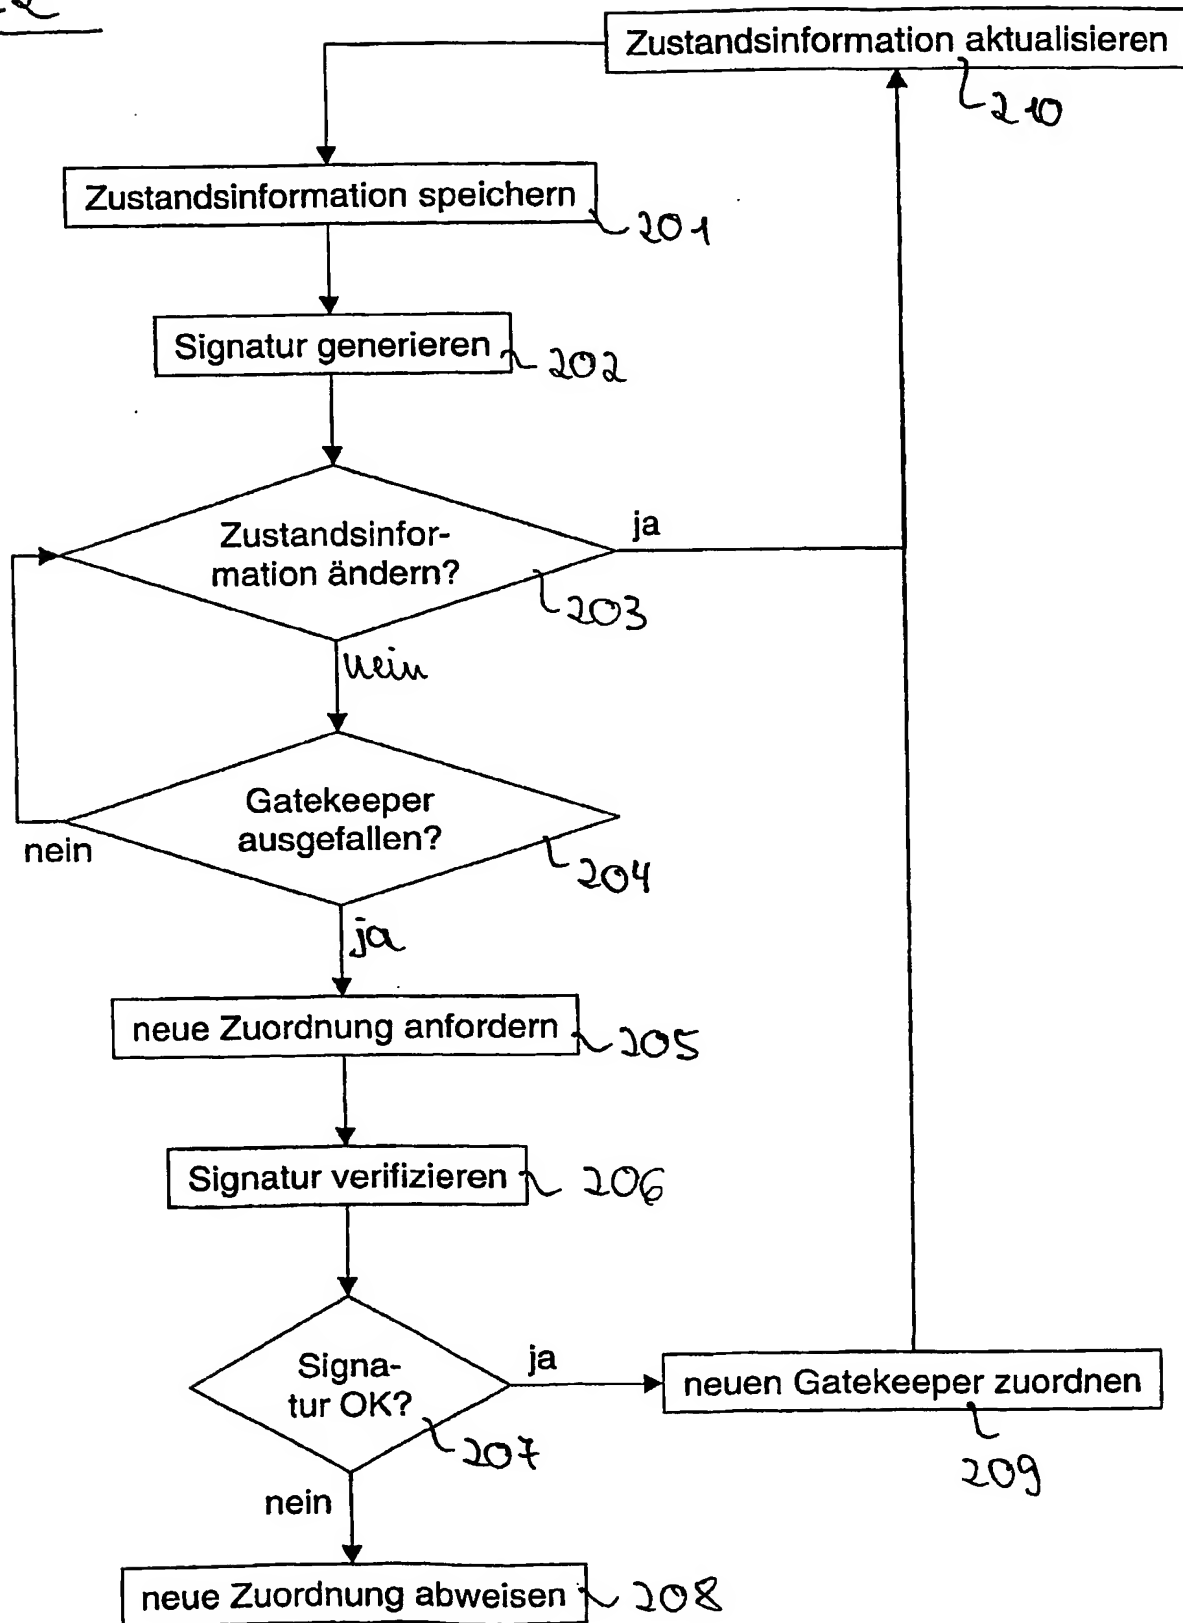 Zustandsinformation aktualisieren
210
Zustandsinformation speichern
201
Signatur generieren
202
Zustandsinfor-
mation ändern?
ja
203
nein
Gatekeeper
ausgefallen?
nein
204
ja
neue Zuordnung anfordern
205
Signatur verifizieren
206
Signa-
tur OK?
ja
207
neuen Gatekeeper zuordnen
209
nein
neue Zuordnung abweisen
208